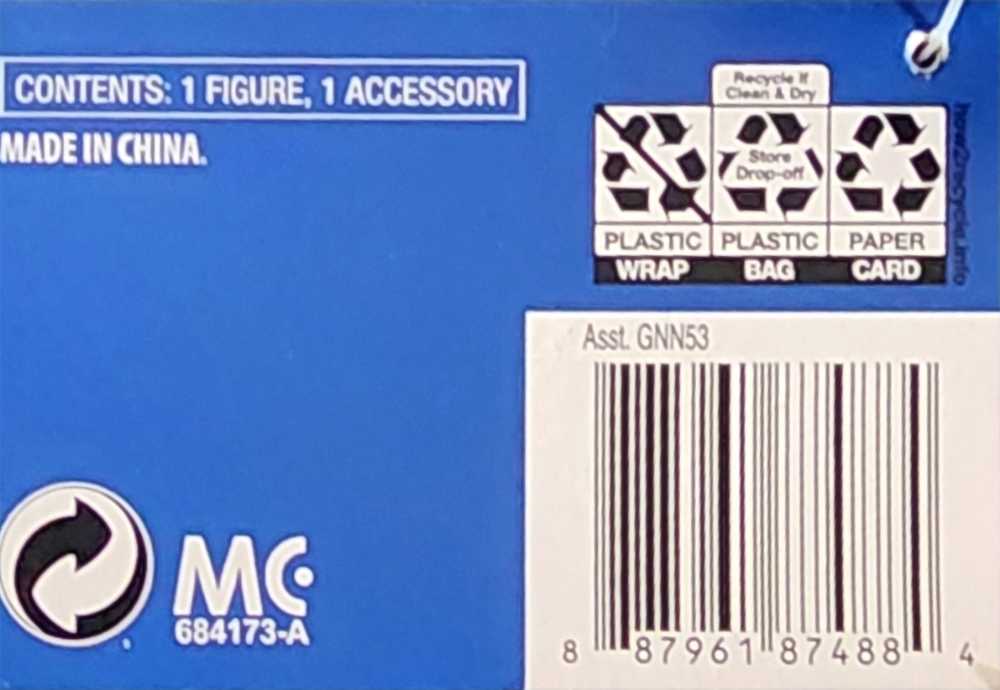 CONTENTS: 1 FIGURE, 1 ACCESSORY
MADE IN CHINA.
Recycle If
Clean & Dry
Store
Drop-off
PLASTIC PLASTIC PAPER
WRAP BAG CARD
how2recycle.info
Asst. GNN53
8 87961 87488 4
MC
684173-A